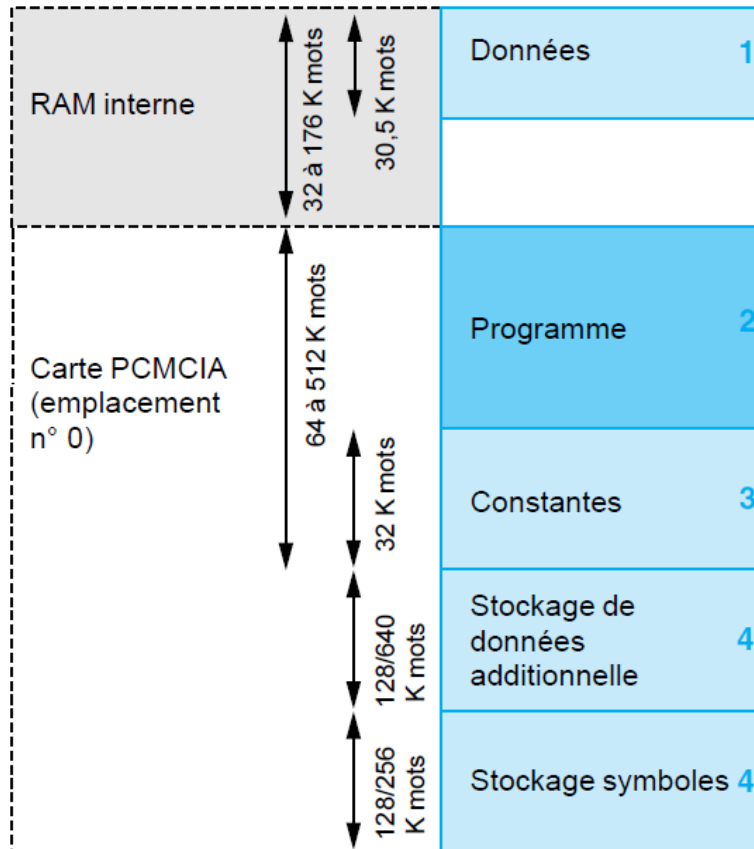 RAM interne
32 à 176 K mots
30,5 K mots
Données 1
Carte PCMCIA
(emplacement
n° 0)
64 à 512 K mots
Programme 2
32 K mots
Constantes 3
128/640
K mots
Stockage de
données
additionnelle
4
128/256
K mots
Stockage symboles 4